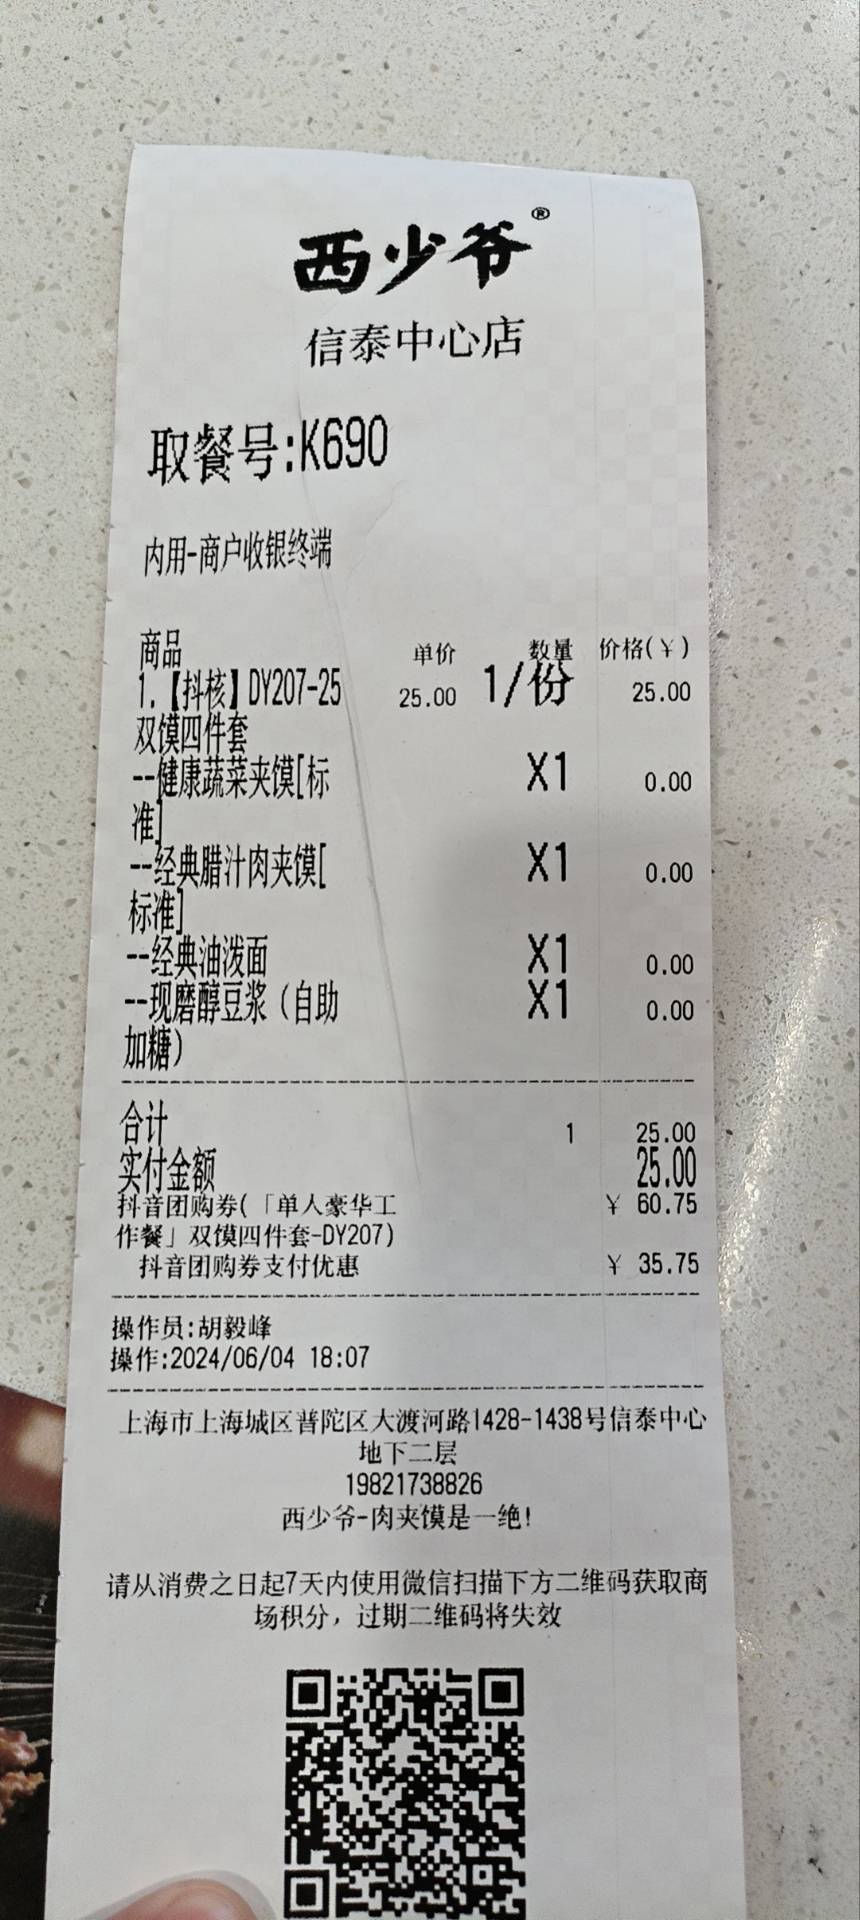 西少爷®
信泰中心店
取餐号:K690
内用-商户收银终端
商品 单价 数量 价格(￥)
1.【抖核】DY207-25 25.00 1/份 25.00
双馍四件套
--健康蔬菜夹馍[标 X1 0.00
准]
--经典腊汁肉夹馍[ X1 0.00
标准]
--经典油泼面 X1 0.00
--现磨醇豆浆（自助 X1 0.00
加糖）
合计 1 25.00
实付金额 25.00
抖音团购券(「单人豪华工 ￥ 60.75
作餐」双馍四件套-DY207)
抖音团购券支付优惠 ￥ 35.75
操作员:胡毅峰
操作:2024/06/04 18:07
上海市上海城区普陀区大渡河路1428-1438号信泰中心
地下二层
19821738826
西少爷-肉夹馍是一绝!
请从消费之日起7天内使用微信扫描下方二维码获取商
场积分，过期二维码将失效